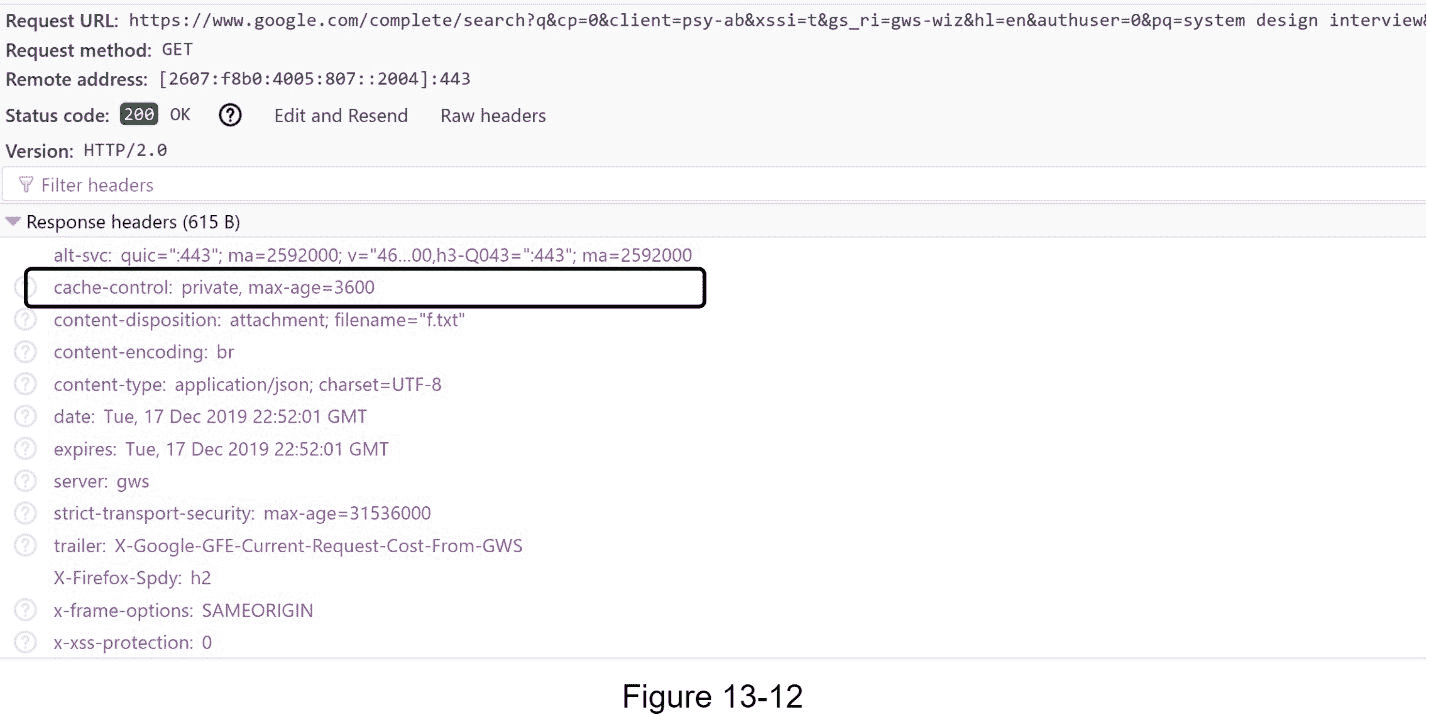 Request URL: https://www.google.com/complete/search?q&cp=0&client=psy-ab&xssi=t&gs_ri=gws-wiz&hl=en&authuser=0&pq=system design interview&
Request method: GET
Remote address: [2607:f8b0:4005:807::2004]:443
Status code: 200 OK ? Edit and Resend Raw headers
Version: HTTP/2.0
Filter headers
Response headers (615 B)
alt-svc: quic=":443"; ma=2592000; v="46...00,h3-Q043=":443"; ma=2592000
cache-control: private, max-age=3600
? content-disposition: attachment; filename="f.txt"
? content-encoding: br
? content-type: application/json; charset=UTF-8
? date: Tue, 17 Dec 2019 22:52:01 GMT
? expires: Tue, 17 Dec 2019 22:52:01 GMT
? server: gws
? strict-transport-security: max-age=31536000
? trailer: X-Google-GFE-Current-Request-Cost-From-GWS
X-Firefox-Spdy: h2
? x-frame-options: SAMEORIGIN
? x-xss-protection: 0
Figure 13-12